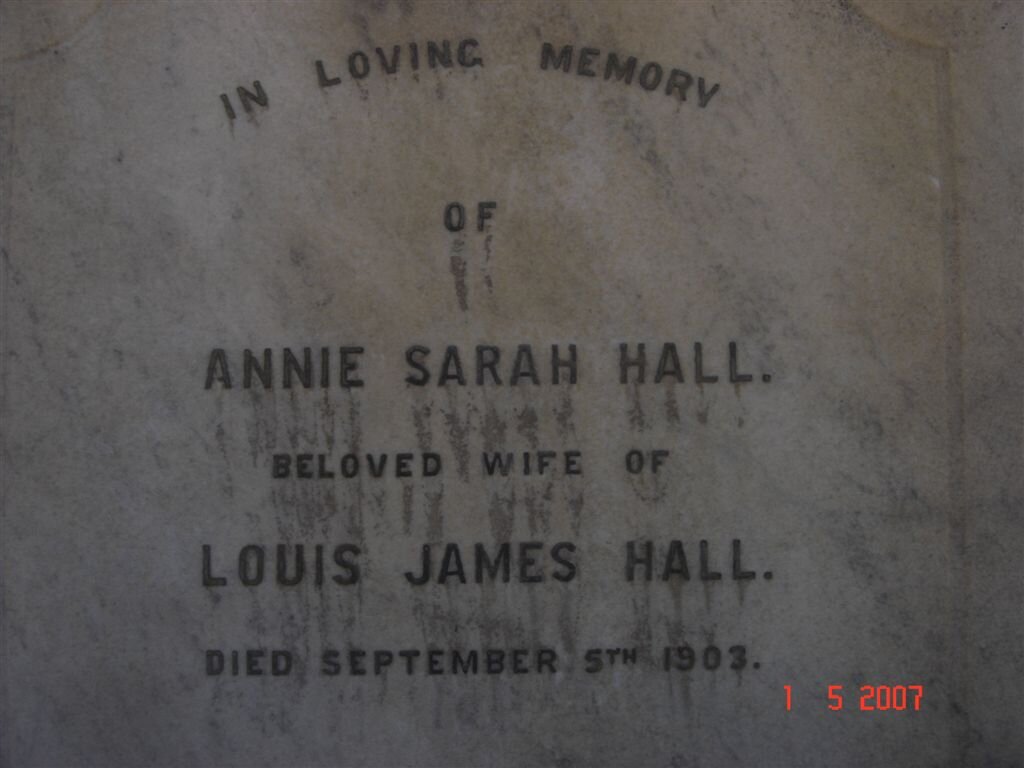 IN LOVING MEMORY
OF
ANNIE SARAH HALL.
BELOVED WIFE OF
LOUIS JAMES HALL.
DIED SEPTEMBER 5TH 1903.
1 5 2007